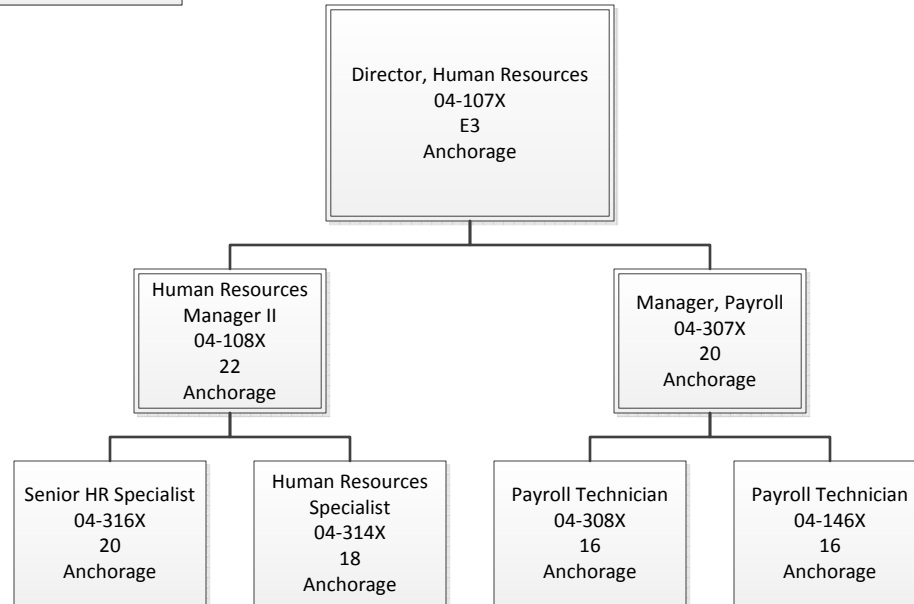 Director, Human Resources
04-107X
E3
Anchorage
Human Resources
Manager II
04-108X
22
Anchorage
Manager, Payroll
04-307X
20
Anchorage
Senior HR Specialist
04-316X
20
Anchorage
Human Resources
Specialist
04-314X
18
Anchorage
Payroll Technician
04-308X
16
Anchorage
Payroll Technician
04-146X
16
Anchorage